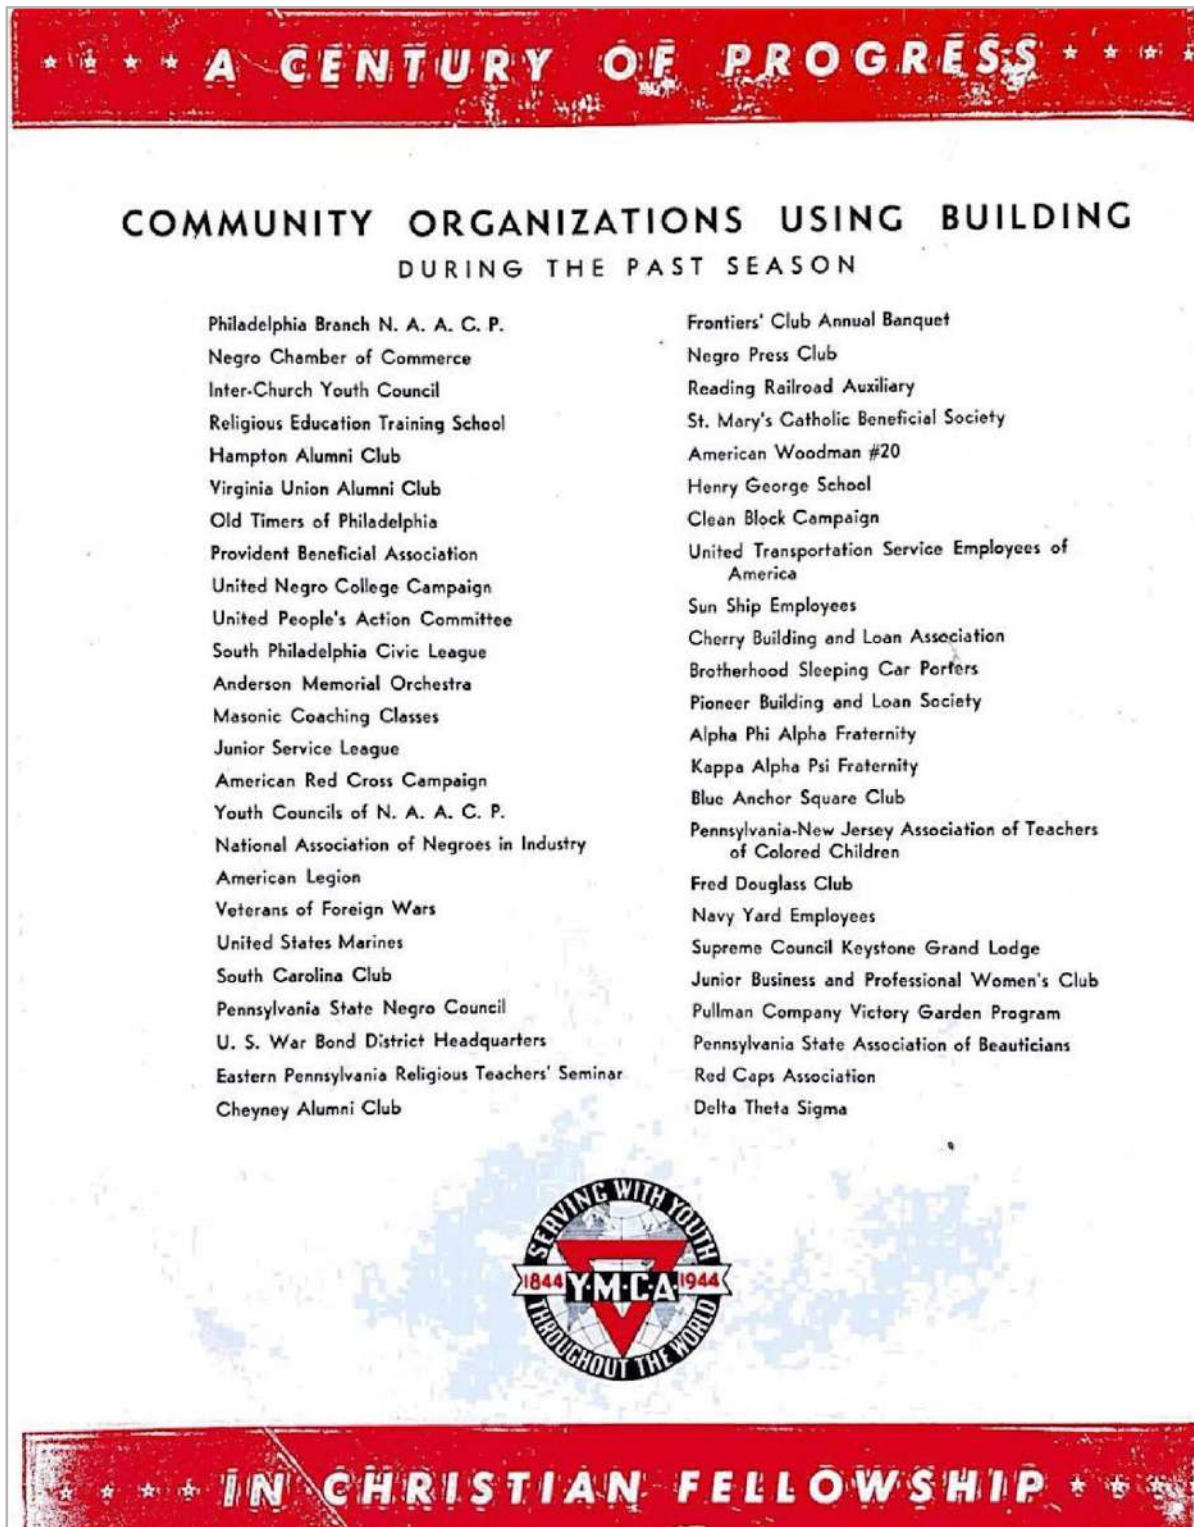 A CENTURY OF PROGRESS
COMMUNITY ORGANIZATIONS USING BUILDING
DURING THE PAST SEASON
Philadelphia Branch N. A. A. C. P.
Negro Chamber of Commerce
Inter-Church Youth Council
Religious Education Training School
Hampton Alumni Club
Virginia Union Alumni Club
Old Timers of Philadelphia
Provident Beneficial Association
United Negro College Campaign
United People's Action Committee
South Philadelphia Civic League
Anderson Memorial Orchestra
Masonic Coaching Classes
Junior Service League
American Red Cross Campaign
Youth Councils of N. A. A. C. P.
National Association of Negroes in Industry
American Legion
Veterans of Foreign Wars
United States Marines
South Carolina Club
Pennsylvania State Negro Council
U. S. War Bond District Headquarters
Eastern Pennsylvania Religious Teachers' Seminar
Cheyney Alumni Club
Frontiers' Club Annual Banquet
Negro Press Club
Reading Railroad Auxiliary
St. Mary's Catholic Beneficial Society
American Woodman #20
Henry George School
Clean Block Campaign
United Transportation Service Employees of
America
Sun Ship Employees
Cherry Building and Loan Association
Brotherhood Sleeping Car Porters
Pioneer Building and Loan Society
Alpha Phi Alpha Fraternity
Kappa Alpha Psi Fraternity
Blue Anchor Square Club
Pennsylvania-New Jersey Association of Teachers
of Colored Children
Fred Douglass Club
Navy Yard Employees
Supreme Council Keystone Grand Lodge
Junior Business and Professional Women's Club
Pullman Company Victory Garden Program
Pennsylvania State Association of Beauticians
Red Caps Association
Delta Theta Sigma
SERVING WITH YOUTH
1844 Y·M·C·A 1944
THROUGHOUT THE WORLD
IN CHRISTIAN FELLOWSHIP